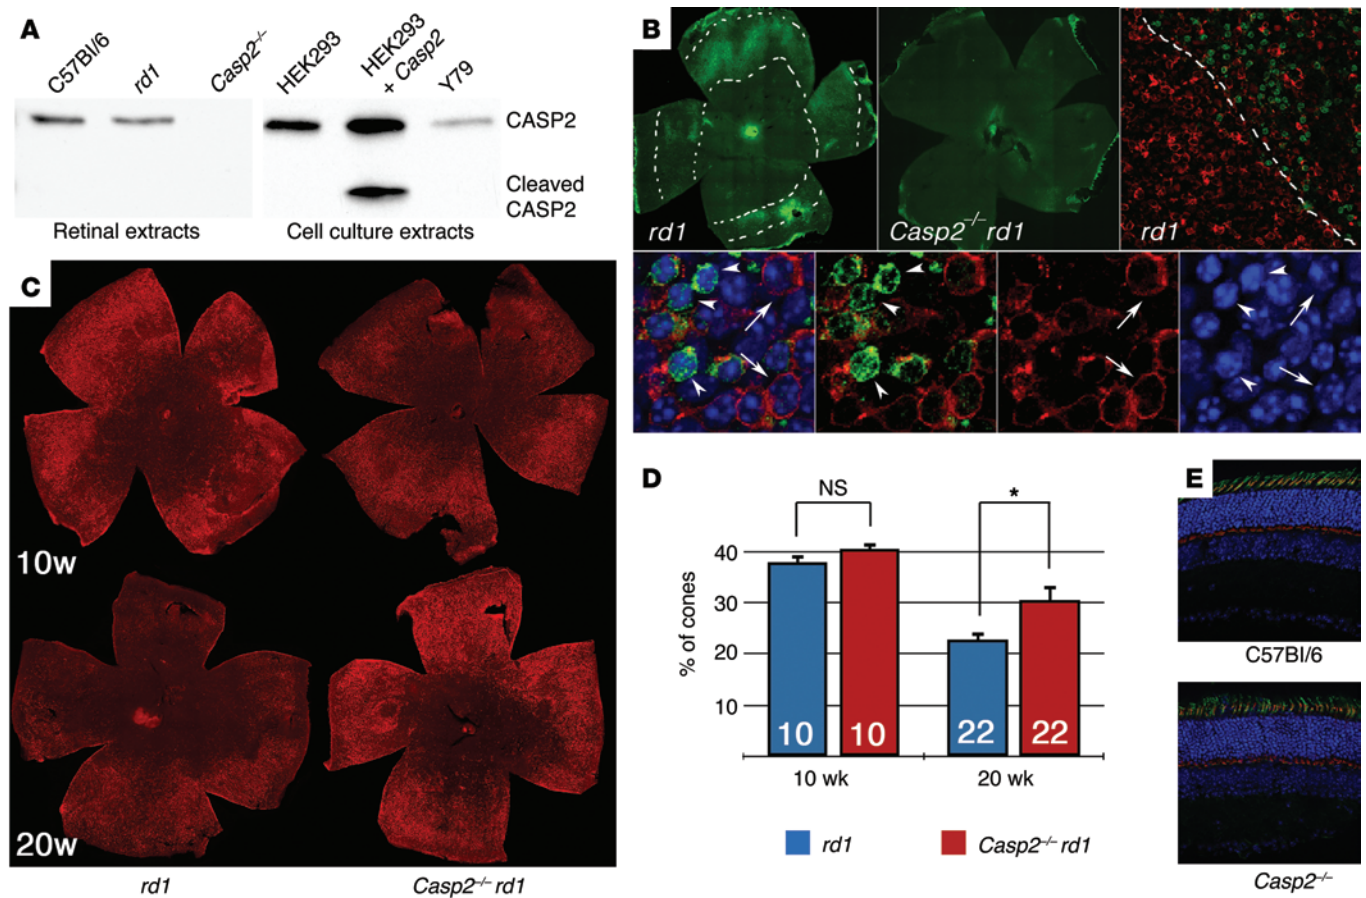 A
C57Bl/6
rd1
Casp2–/–
HEK293
HEK293
+ Casp2
Y79
CASP2
Cleaved
CASP2
Retinal extracts
Cell culture extracts
B
rd1
Casp2–/– rd1
rd1
C
10w
20w
rd1
Casp2–/– rd1
D
NS
*
% of cones
40
30
20
10
10
10
22
22
10 wk
20 wk
rd1
Casp2–/– rd1
E
C57Bl/6
Casp2–/–